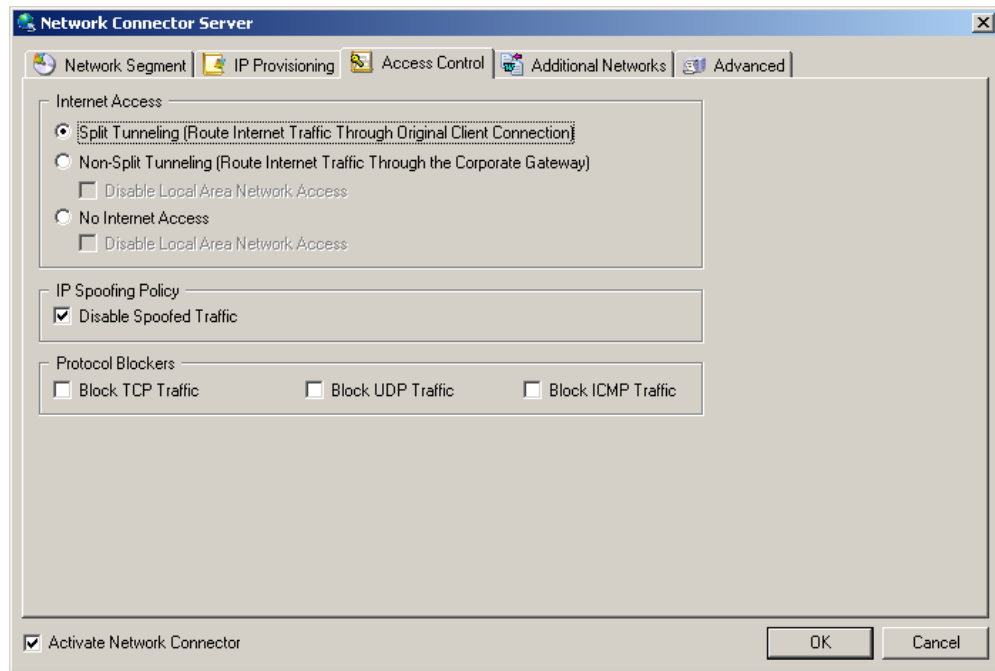 Network Connector Server
Network Segment IP Provisioning Access Control Additional Networks Advanced
Internet Access
Split Tunneling (Route Internet Traffic Through Original Client Connection)
Non-Split Tunneling (Route Internet Traffic Through the Corporate Gateway)
Disable Local Area Network Access
No Internet Access
Disable Local Area Network Access
IP Spoofing Policy
Disable Spoofed Traffic
Protocol Blockers
Block TCP Traffic Block UDP Traffic Block ICMP Traffic
Activate Network Connector OK Cancel